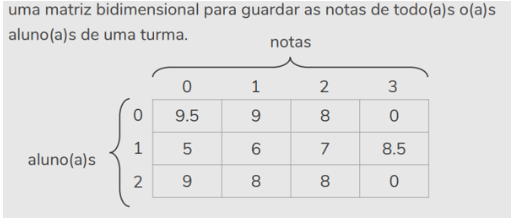 uma matriz bidimensional para guardar as notas de todo(a)s o(a)s
aluno(a)s de uma turma.
notas
0 1 2 3
0 9.5 9 8 0
aluno(a)s 1 5 6 7 8.5
2 9 8 8 0